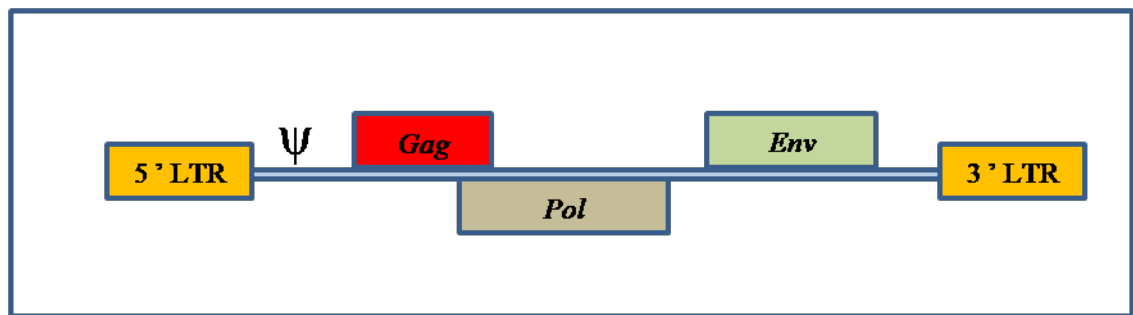 ψ
Gag
Env
5 ’ LTR
3 ’ LTR
Pol